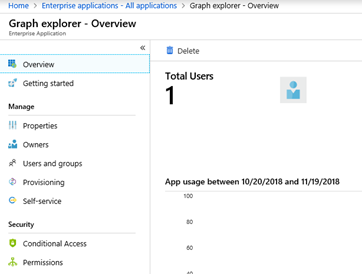 Home > Enterprise applications - All applications > Graph explorer - Overview
Graph explorer - Overview
Enterprise Application
«
Overview
Getting started
Manage
Properties
Owners
Users and groups
Provisioning
Self-service
Security
Conditional Access
Permissions
Delete
Total Users
1
App usage between 10/20/2018 and 11/19/2018
100
80
60
40